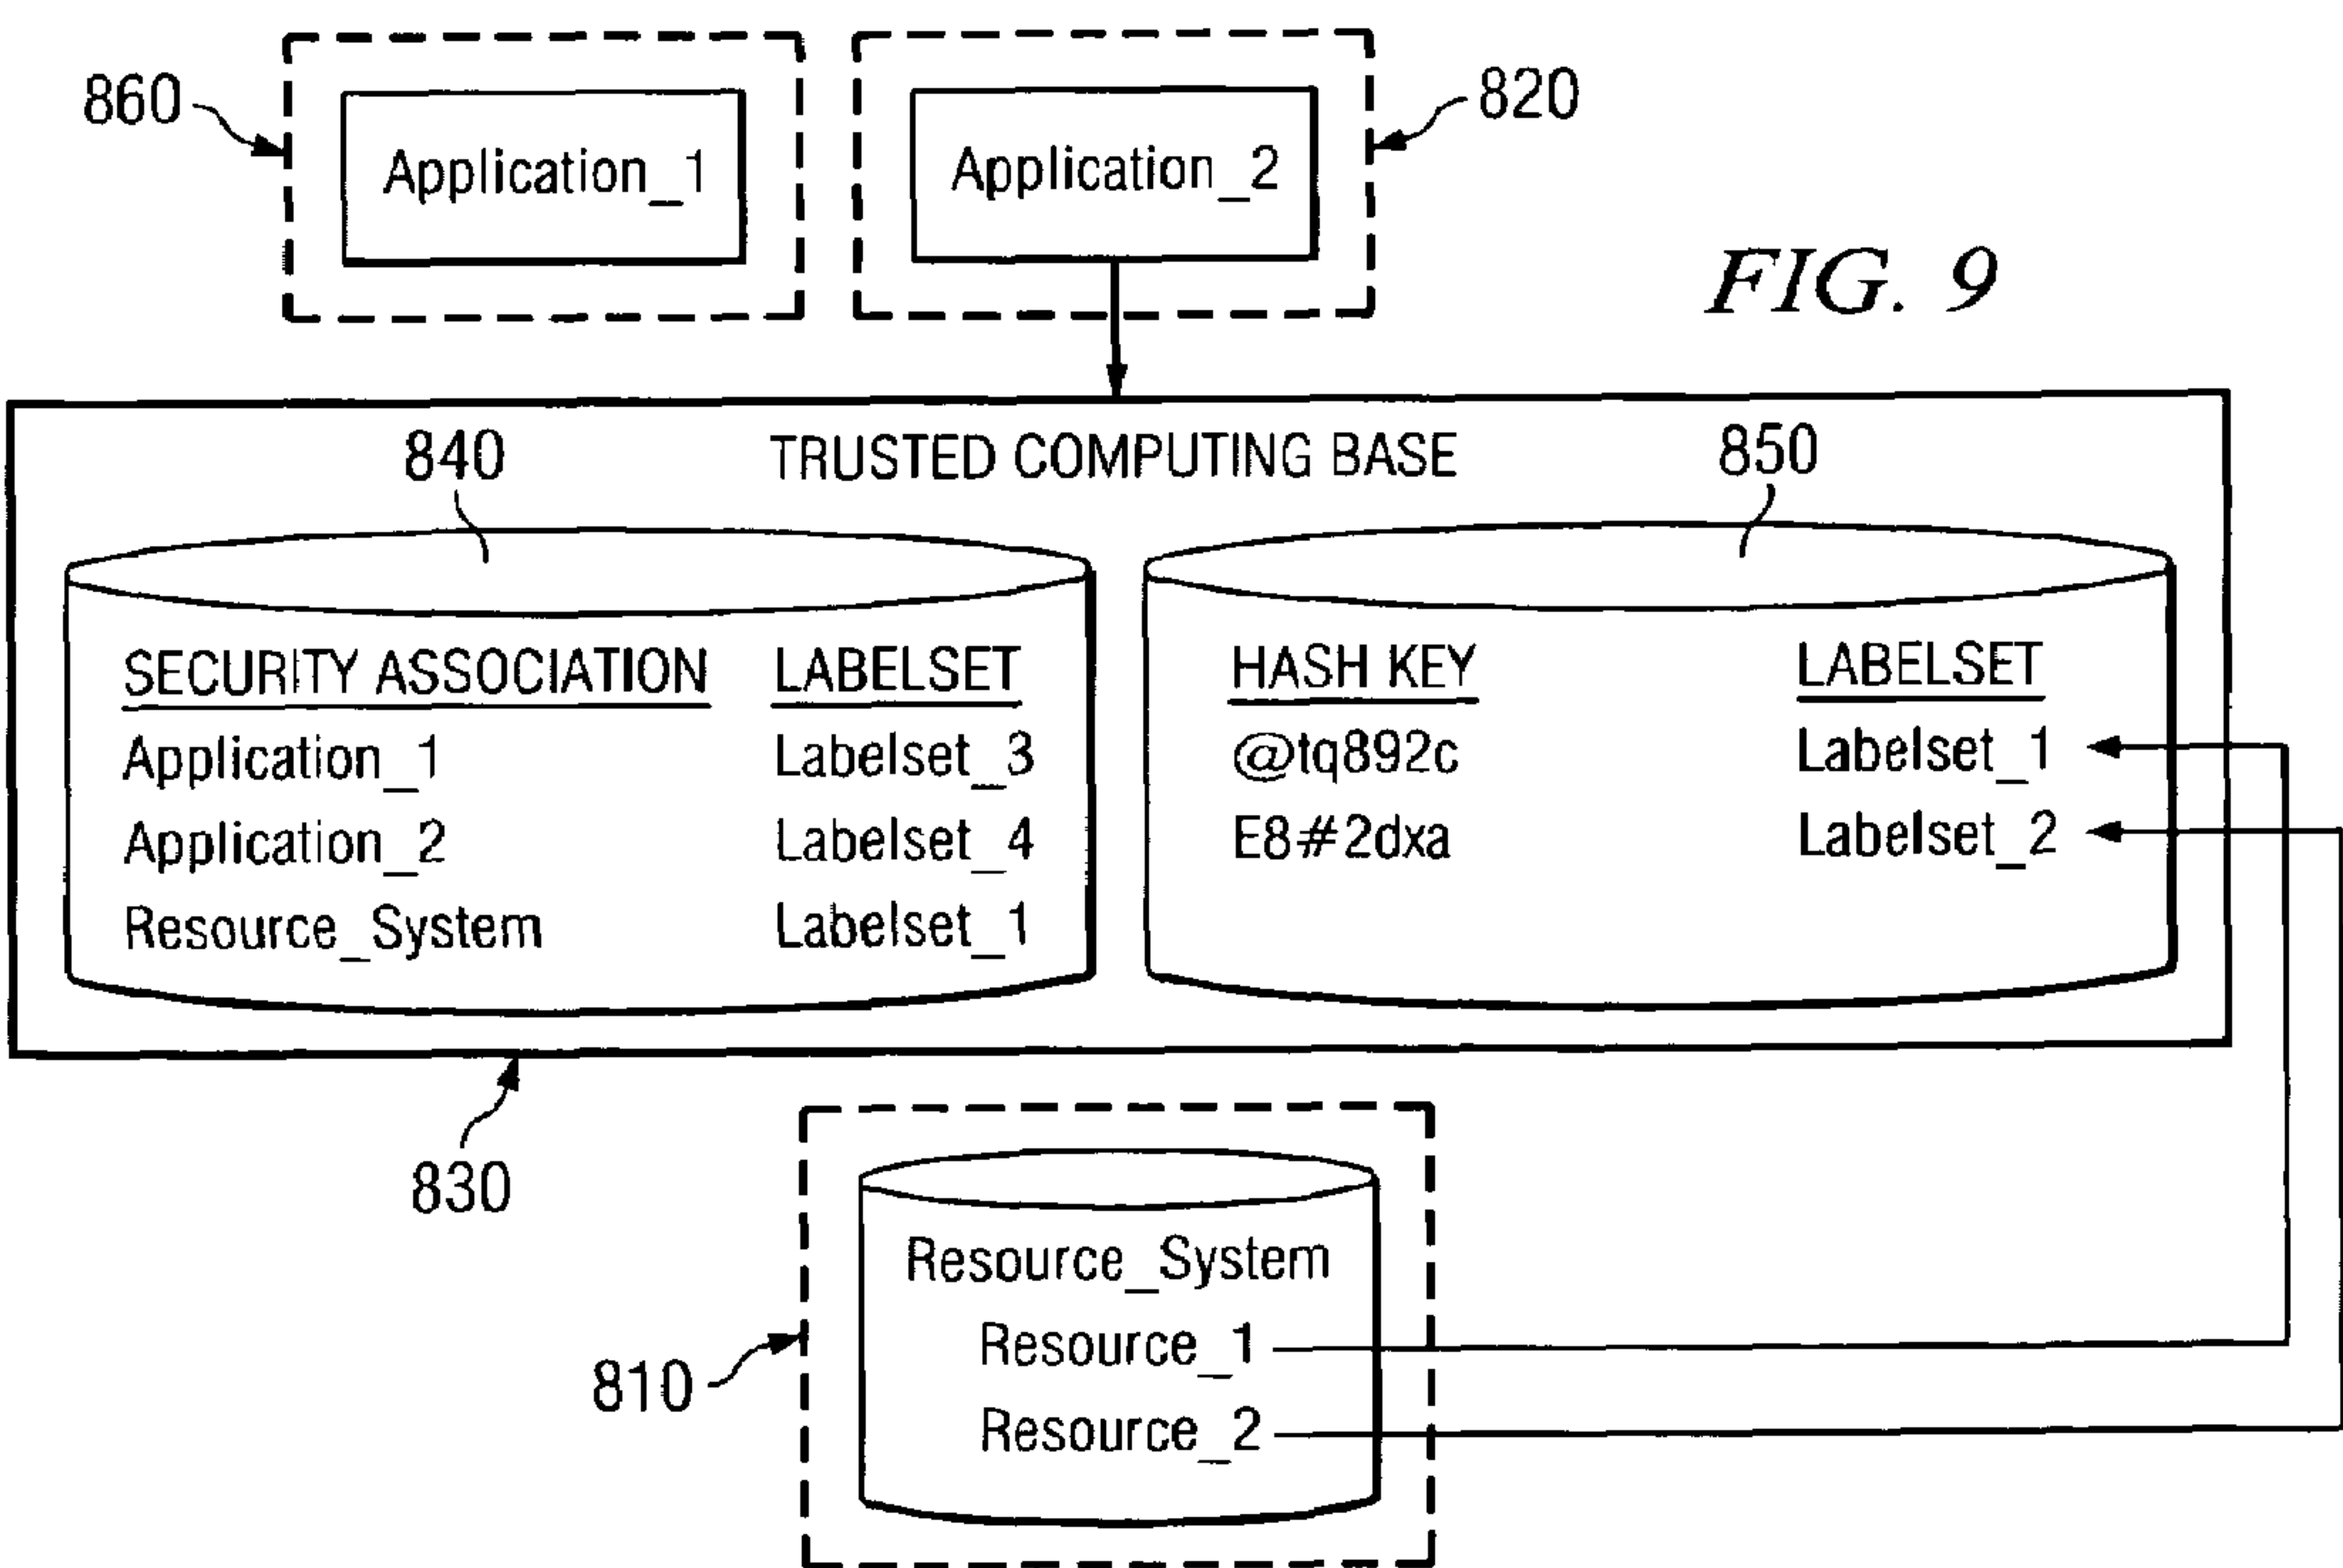 860
Application_1
Application_2
820
FIG. 9
TRUSTED COMPUTING BASE
840
SECURITY ASSOCIATION LABELSET
Application_1 Labelset_3
Application_2 Labelset_4
Resource_System Labelset_1
850
HASH KEY LABELSET
@tq892c Labelset_1
E8#2dxa Labelset_2
830
810
Resource_System
Resource_1
Resource_2